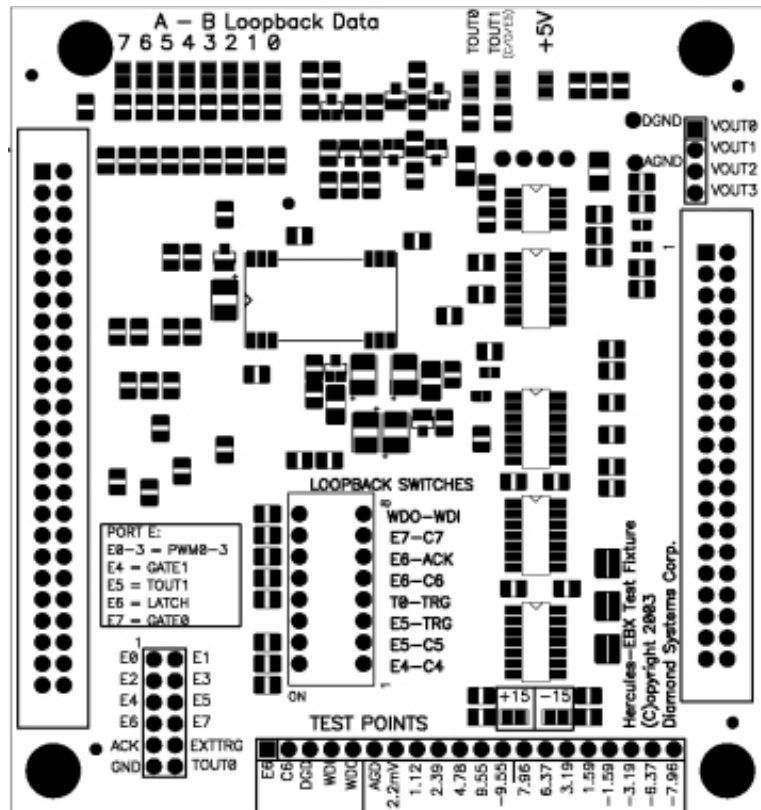 A - B Loopback Data
7 6 5 4 3 2 1 0
TOUT0
TOUT1
(C/D/E5)
+5V
DGND
AGND
VOUT0
VOUT1
VOUT2
VOUT3
1
LOOPBACK SWITCHES
8
WDO-WDI
E7-C7
E6-ACK
E6-C6
T0-TRG
E5-TRG
E5-C5
E4-C4
1
ON
PORT E:
E0-3 = PWM0-3
E4 = GATE1
E5 = TOUT1
E6 = LATCH
E7 = GATE0
1
E0 E1
E2 E3
E4 E5
E6 E7
ACK EXTTRG
GND TOUT0
+15 -15
Hercules-EBX Test Fixture
(C)opyright 2003
Diamond Systems Corp.
TEST POINTS
E6
C6
DGD
WDI
WDO
AGD
2.2mV
1.12
2.39
4.78
9.55
-9.55
7.96
6.37
3.19
1.59
-1.59
-3.19
-6.37
-7.96